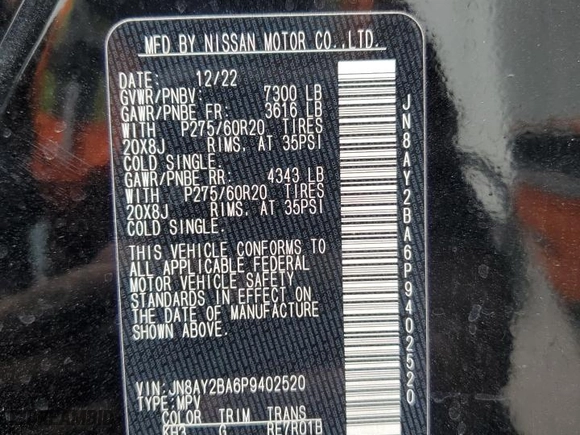 MFD BY NISSAN MOTOR CO.,LTD.
DATE: 12/22
GVWR/PNBV: 7300 LB
GAWR/PNBE FR: 3616 LB
WITH P275/60R20 TIRES
20X8J RIMS, AT 35PSI
COLD SINGLE.
GAWR/PNBE RR: 4343 LB
WITH P275/60R20 TIRES
20X8J RIMS, AT 35PSI
COLD SINGLE.
THIS VEHICLE CONFORMS TO
ALL APPLICABLE FEDERAL
MOTOR VEHICLE SAFETY
STANDARDS IN EFFECT ON
THE DATE OF MANUFACTURE
SHOWN ABOVE.
VIN:JN8AY2BA6P9402520
TYPE:MPV
COLOR TRIM TRANS
KH3 G RE7R01B
JN8AY2BA6P9402520